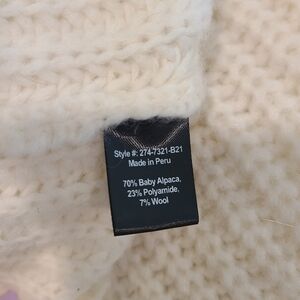 Style #: 274-7321-B21
Made in Peru
70% Baby Alpaca,
23% Polyamide,
7% Wool